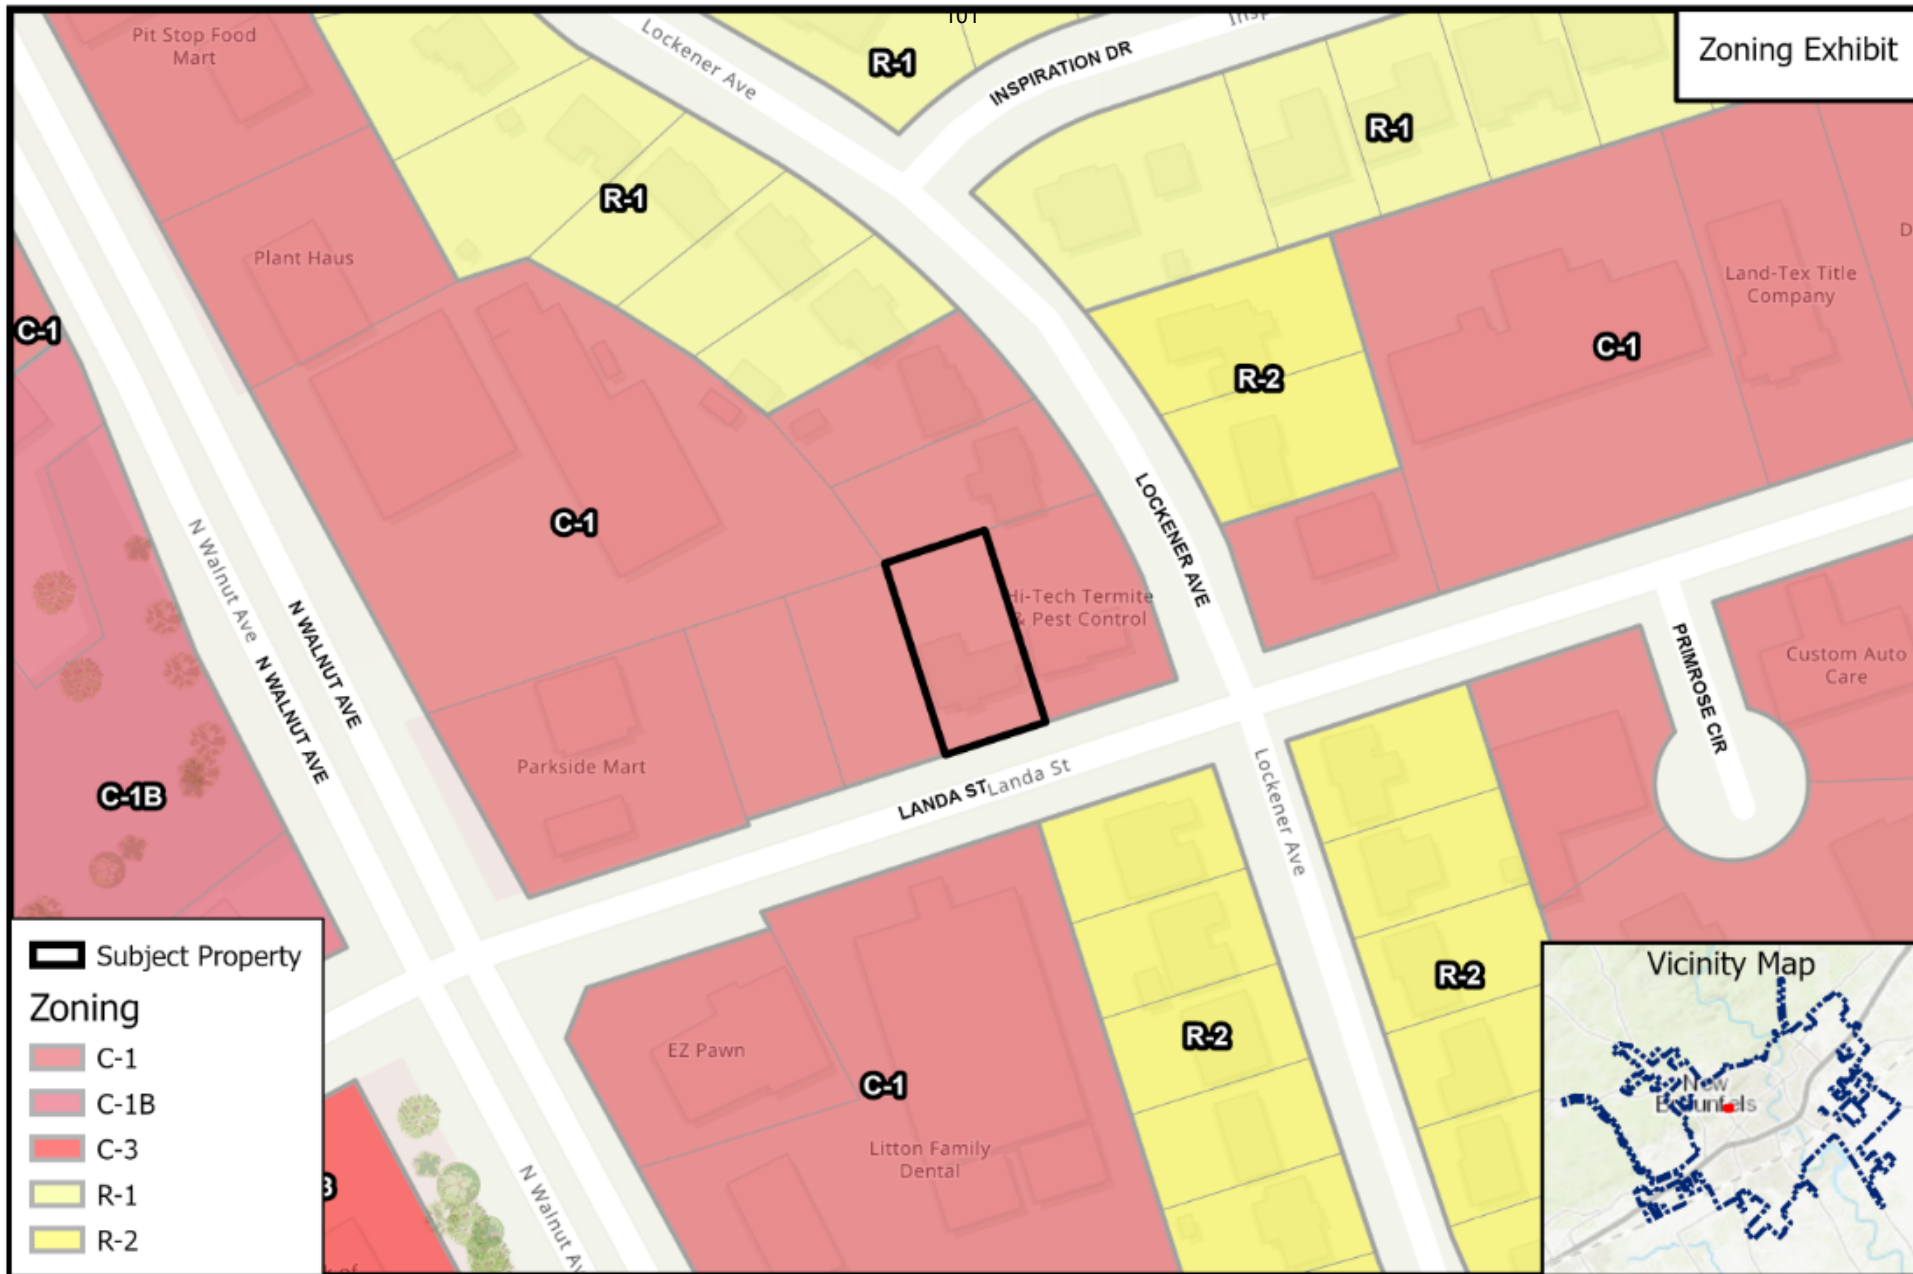 101
Zoning Exhibit
Pit Stop Food
Mart
Lockener Ave
R-1
INSPIRATION DR
R-1
R-1
Plant Haus
Land-Tex Title
Company
C-1
C-1
R-2
C-1
N Walnut Ave
N WALNUT AVE
N WALNUT AVE
LOCKENER AVE
Hi-Tech Termite
& Pest Control
PRIMROSE CIR
Custom Auto
Care
Parkside Mart
C-1B
LANDA ST
Landa St
Lockener Ave
R-2
R-2
EZ Pawn
C-1
Litton Family
Dental
N Walnut Av
Subject Property
Zoning
C-1
C-1B
C-3
R-1
R-2
Vicinity Map
New
Braunfels